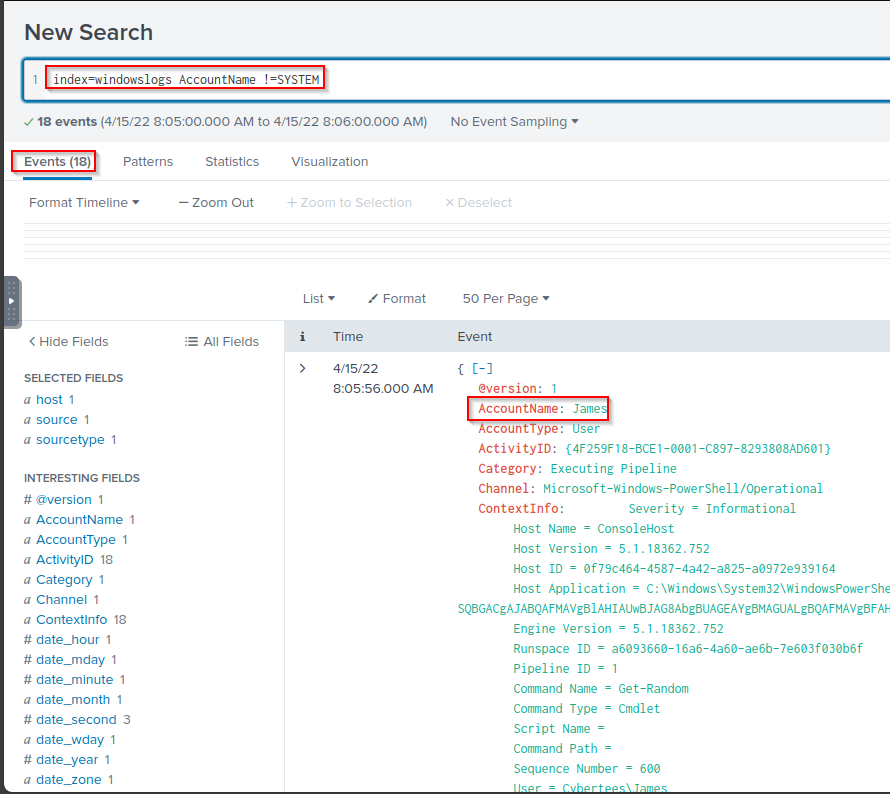 New Search
1 index=windowslogs AccountName !=SYSTEM
✓ 18 events (4/15/22 8:05:00.000 AM to 4/15/22 8:06:00.000 AM) No Event Sampling
Events (18) Patterns Statistics Visualization
Format Timeline — Zoom Out + Zoom to Selection × Deselect
List Format 50 Per Page
< Hide Fields All Fields i Time Event
SELECTED FIELDS
a host 1
a source 1
a sourcetype 1
INTERESTING FIELDS
# @version 1
a AccountName 1
a AccountType 1
a ActivityID 18
a Category 1
a Channel 1
a ContextInfo 18
# date_hour 1
# date_mday 1
# date_minute 1
a date_month 1
# date_second 3
a date_wday 1
# date_year 1
a date_zone 1
> 4/15/22
8:05:56.000 AM
{ [-]
@version: 1
AccountName: James
AccountType: User
ActivityID: {4F259F18-BCE1-0001-C897-8293808AD601}
Category: Executing Pipeline
Channel: Microsoft-Windows-PowerShell/Operational
ContextInfo: Severity = Informational
Host Name = ConsoleHost
Host Version = 5.1.18362.752
Host ID = 0f79c464-4587-4a42-a825-a0972e939164
Host Application = C:\Windows\System32\WindowsPowerShe
SQBGACgAJABQAFMAVgBlAHIAUwBJAG8AbgBUAGEAYgBMAGUALgBQAFMAVgBFAH
Engine Version = 5.1.18362.752
Runspace ID = a6093660-16a6-4a60-ae6b-7e603f030b6f
Pipeline ID = 1
Command Name = Get-Random
Command Type = Cmdlet
Script Name =
Command Path =
Sequence Number = 600
User = Cybertees\James